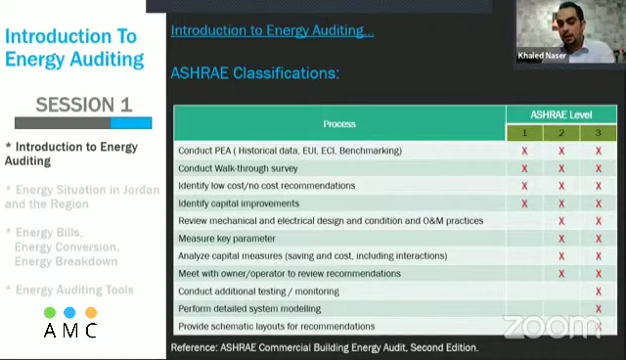 Introduction To
Energy Auditing
SESSION 1
* Introduction to Energy
Auditing
* Energy Situation in Jordan
and the Region
* Energy Bills,
Energy Conversion,
Energy Breakdown
* Energy Auditing Tools
A M C
Introduction to Energy Auditing...
Khaled Naser
ASHRAE Classifications:
Process ASHRAE Level
1 2 3
Conduct PEA ( Historical data, EUI, ECI, Benchmarking) X X X
Conduct Walk-through survey X X X
Identify low cost/no cost recommendations X X X
Identify capital improvements X X X
Review mechanical and electrical design and condition and O&M practices X X
Measure key parameter X X
Analyze capital measures (saving and cost, including interactions) X X
Meet with owner/operator to review recommendations X X
Conduct additional testing / monitoring X
Perform detailed system modelling X
Provide schematic layouts for recommendations X
zoom
Reference: ASHRAE Commercial Building Energy Audit, Second Edition.